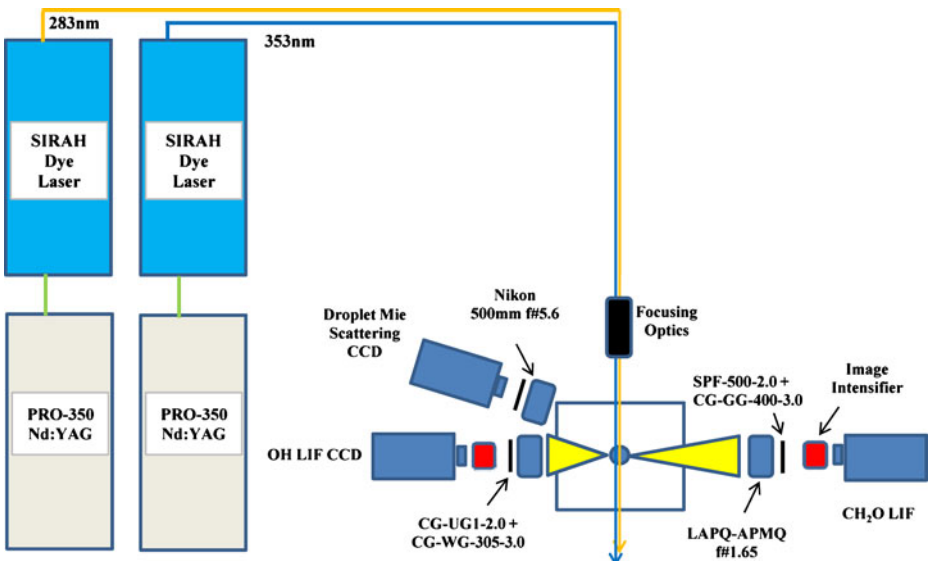 283nm
353nm
SIRAH
Dye
Laser
SIRAH
Dye
Laser
PRO-350
Nd:YAG
PRO-350
Nd:YAG
Droplet Mie
Scattering
CCD
Nikon
500mm f#5.6
Focusing
Optics
SPF-500-2.0 +
CG-GG-400-3.0
Image
Intensifier
OH LIF CCD
CG-UG1-2.0 +
CG-WG-305-3.0
LAPQ-APMQ
f#1.65
CH₂O LIF